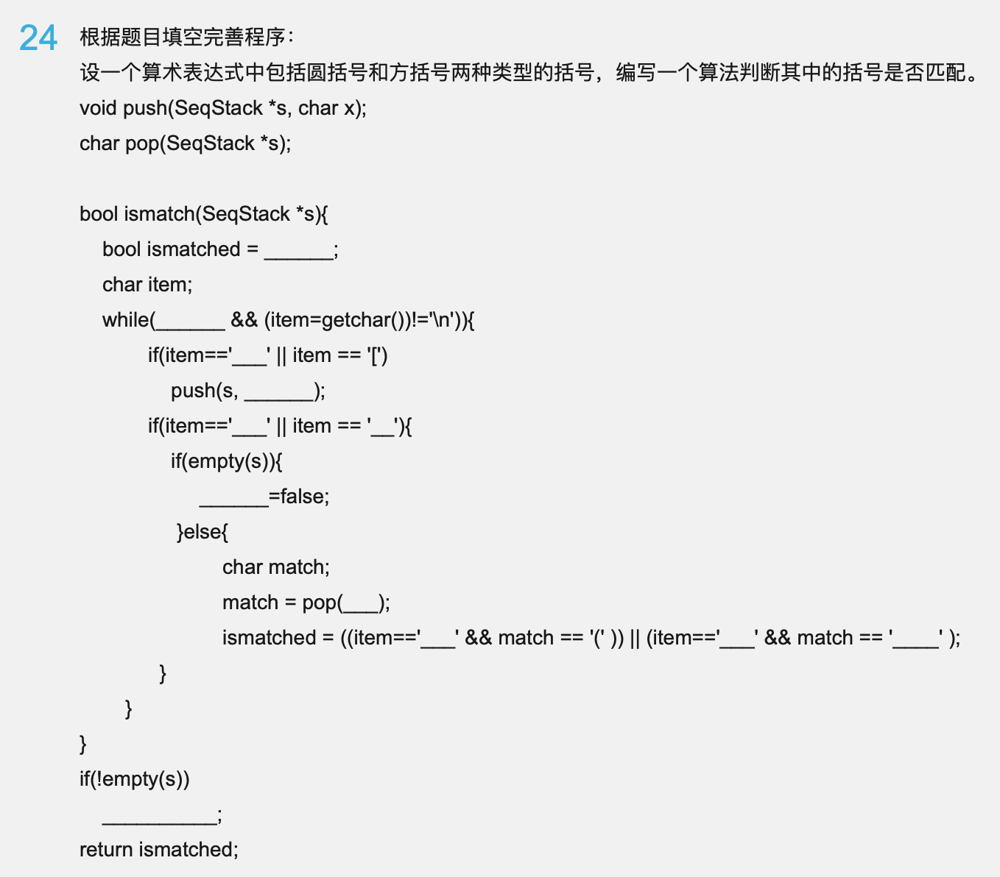 24 根据题目填空完善程序：
设一个算术表达式中包括圆括号和方括号两种类型的括号，编写一个算法判断其中的括号是否匹配。
void push(SeqStack *s, char x);
char pop(SeqStack *s);
bool ismatch(SeqStack *s){
bool ismatched = ______;
char item;
while(______ && (item=getchar())!='\n')){
if(item=='___' || item == '[')
push(s, ______);
if(item=='___' || item == '__'){
if(empty(s)){
______=false;
}else{
char match;
match = pop(___);
ismatched = ((item=='___' && match == '(' )) || (item=='___' && match == '____' );
}
}
}
if(!empty(s))
__________;
return ismatched;